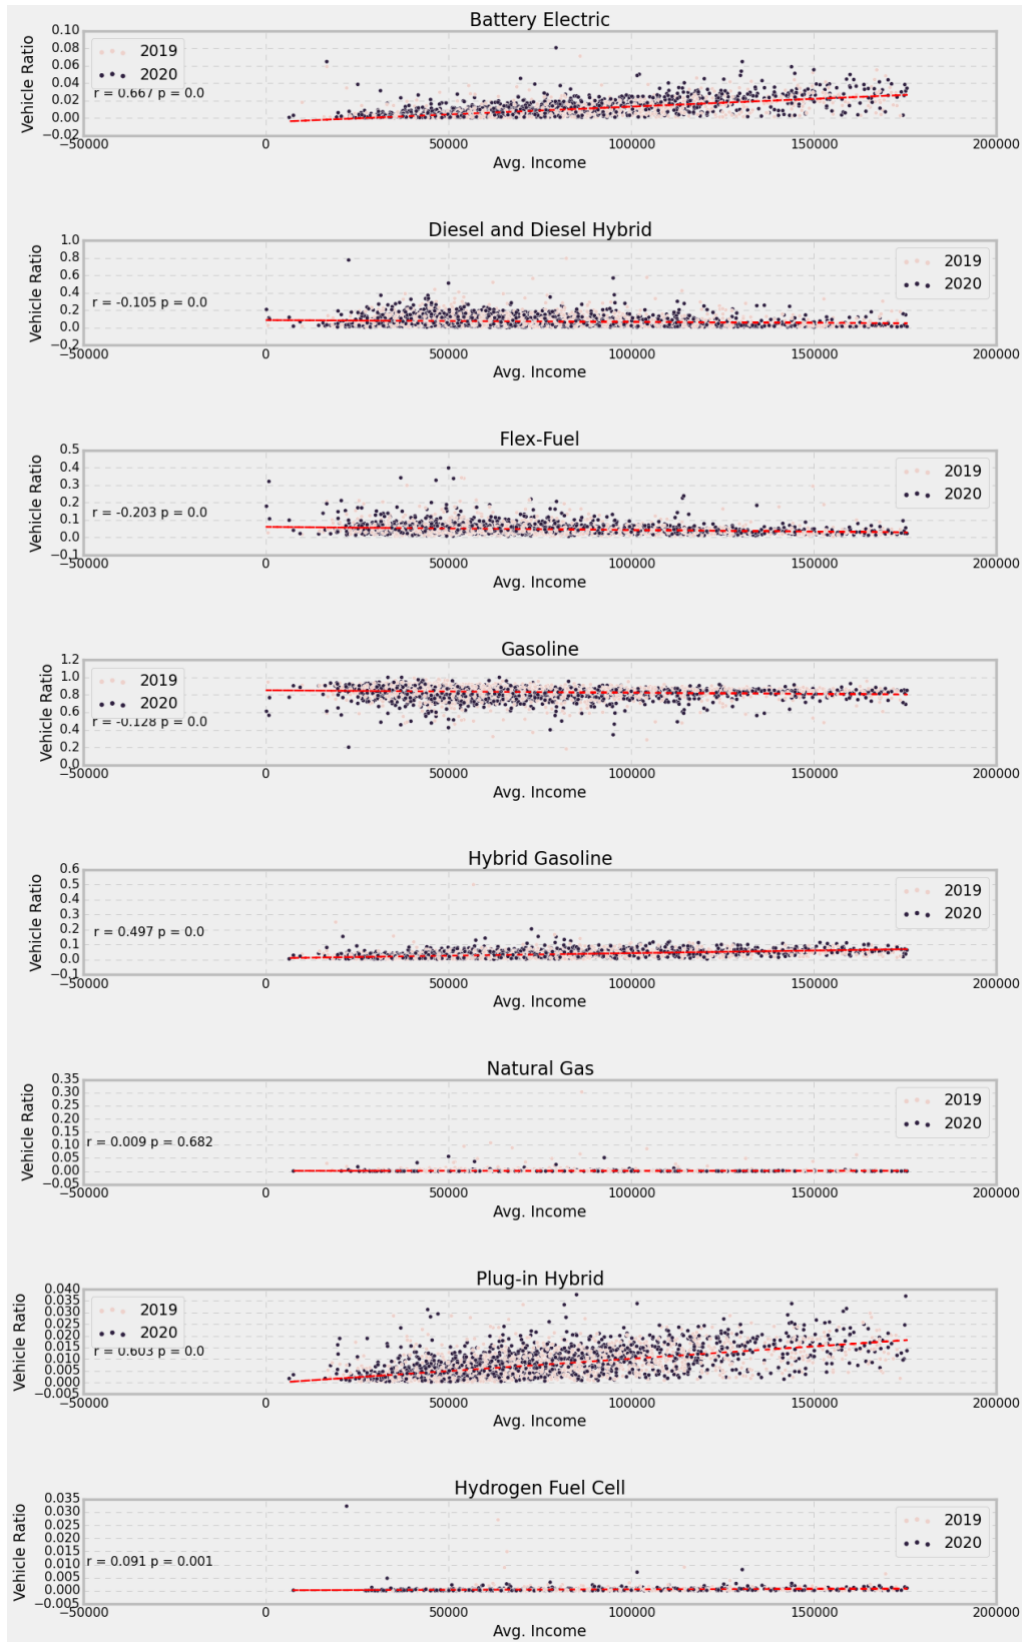 Battery Electric
0.10
0.08
0.06
0.04
0.02
0.00
−0.02
Vehicle Ratio
2019
2020
r = 0.667 p = 0.0
−50000 0 50000 100000 150000 200000
Avg. Income
Diesel and Diesel Hybrid
1.0
0.8
0.6
0.4
0.2
0.0
−0.2
Vehicle Ratio
2019
2020
r = -0.105 p = 0.0
−50000 0 50000 100000 150000 200000
Avg. Income
Flex-Fuel
0.5
0.4
0.3
0.2
0.1
0.0
−0.1
Vehicle Ratio
2019
2020
r = -0.203 p = 0.0
−50000 0 50000 100000 150000 200000
Avg. Income
Gasoline
1.2
1.0
0.8
0.6
0.4
0.2
0.0
Vehicle Ratio
2019
2020
r = -0.128 p = 0.0
−50000 0 50000 100000 150000 200000
Avg. Income
Hybrid Gasoline
0.6
0.5
0.4
0.3
0.2
0.1
0.0
−0.1
Vehicle Ratio
2019
2020
r = 0.497 p = 0.0
−50000 0 50000 100000 150000 200000
Avg. Income
Natural Gas
0.35
0.30
0.25
0.20
0.15
0.10
0.05
0.00
−0.05
Vehicle Ratio
2019
2020
r = 0.009 p = 0.682
−50000 0 50000 100000 150000 200000
Avg. Income
Plug-in Hybrid
0.040
0.035
0.030
0.025
0.020
0.015
0.010
0.005
0.000
−0.005
Vehicle Ratio
2019
2020
r = 0.603 p = 0.0
−50000 0 50000 100000 150000 200000
Avg. Income
Hydrogen Fuel Cell
0.035
0.030
0.025
0.020
0.015
0.010
0.005
0.000
−0.005
Vehicle Ratio
2019
2020
r = 0.091 p = 0.001
−50000 0 50000 100000 150000 200000
Avg. Income